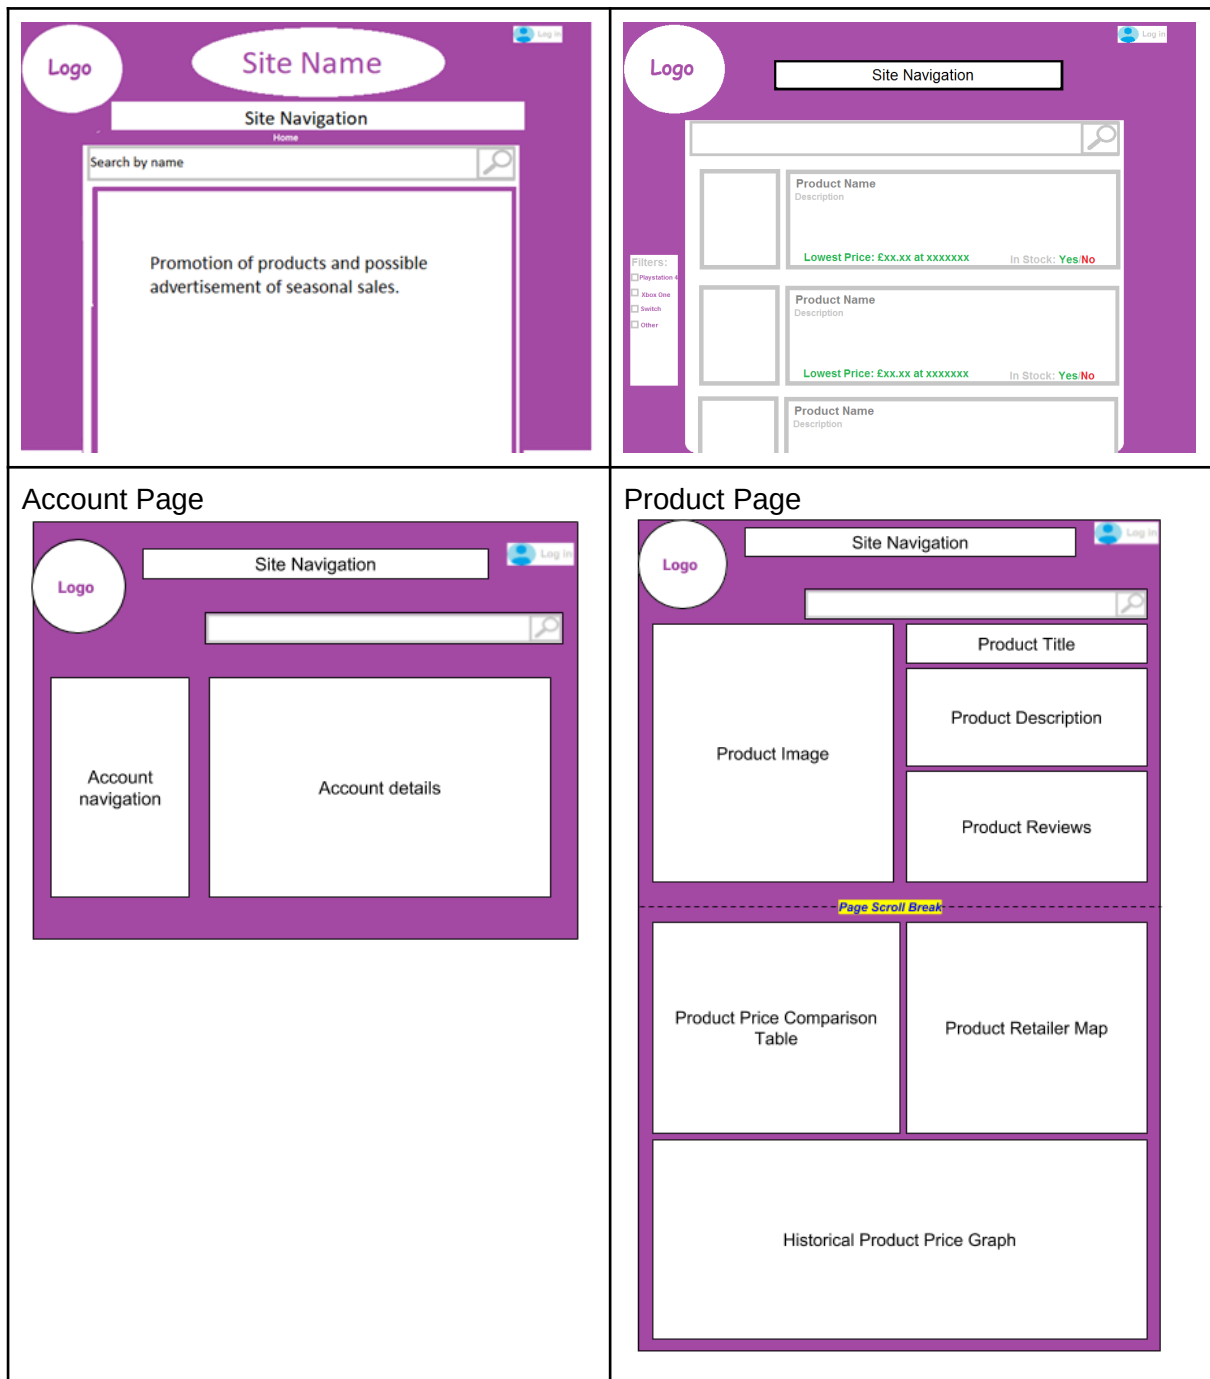 Logo
Site Name
Log in
Site Navigation
Home
Search by name
Promotion of products and possible
advertisement of seasonal sales.
Logo
Site Navigation
Log in
Product Name
Description
Lowest Price: £xx.xx at xxxxxxx
In Stock: Yes/No
Filters:
Playstation 4
Xbox One
Switch
Other
Product Name
Description
Lowest Price: £xx.xx at xxxxxxx
In Stock: Yes/No
Product Name
Description
Account Page
Logo
Site Navigation
Log in
Account
navigation
Account details
Product Page
Logo
Site Navigation
Log in
Product Image
Product Title
Product Description
Product Reviews
Page Scroll Break
Product Price Comparison
Table
Product Retailer Map
Historical Product Price Graph